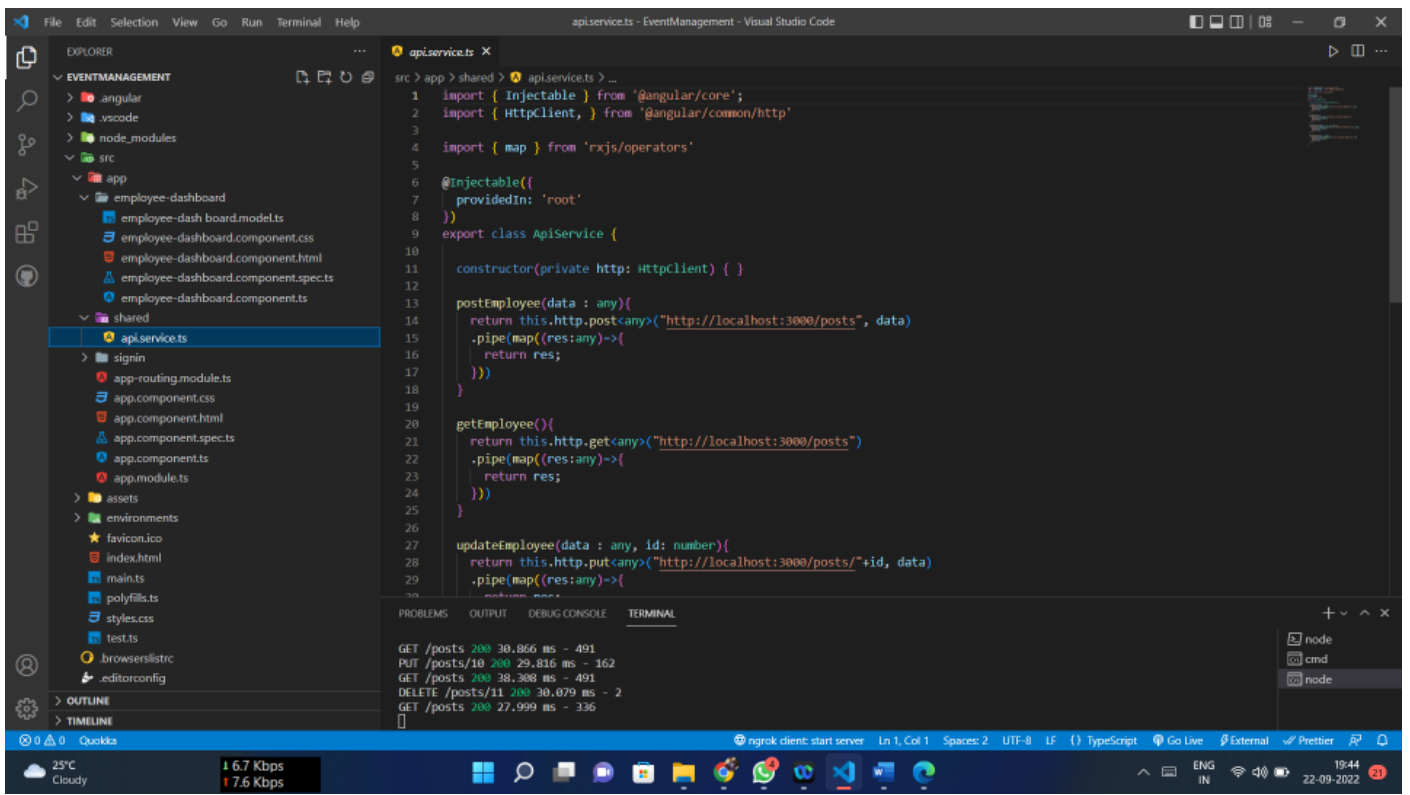 File Edit Selection View Go Run Terminal Help
api.service.ts - EventManagement - Visual Studio Code
EXPLORER
EVENTMANAGEMENT
.angular
.vscode
node_modules
src
app
employee-dashboard
employee-dash board.model.ts
employee-dashboard.component.css
employee-dashboard.component.html
employee-dashboard.component.spec.ts
employee-dashboard.component.ts
shared
api.service.ts
signin
app-routing.module.ts
app.component.css
app.component.html
app.component.spec.ts
app.component.ts
app.module.ts
assets
environments
favicon.ico
index.html
main.ts
polyfills.ts
styles.css
test.ts
.browserslistrc
.editorconfig
OUTLINE
TIMELINE
api.service.ts
src > app > shared > api.service.ts > ...
1 import { Injectable } from '@angular/core';
2 import { HttpClient, } from '@angular/common/http'
3
4 import { map } from 'rxjs/operators'
5
6 @Injectable({
7 providedIn: 'root'
8 })
9 export class ApiService {
10
11 constructor(private http: HttpClient) { }
12
13 postEmployee(data : any){
14 return this.http.post<any>("http://localhost:3000/posts", data)
15 .pipe(map((res:any)=>{
16 return res;
17 }))
18 }
19
20 getEmployee(){
21 return this.http.get<any>("http://localhost:3000/posts")
22 .pipe(map((res:any)=>{
23 return res;
24 }))
25 }
26
27 updateEmployee(data : any, id: number){
28 return this.http.put<any>("http://localhost:3000/posts/"+id, data)
29 .pipe(map((res:any)=>{
30 return res;
PROBLEMS OUTPUT DEBUG CONSOLE TERMINAL
GET /posts 200 30.866 ms - 491
PUT /posts/10 200 29.816 ms - 162
GET /posts 200 38.308 ms - 491
DELETE /posts/11 200 30.079 ms - 2
GET /posts 200 27.999 ms - 336
node
cmd
node
0 0 Quokka
ngrok client: start server Ln 1, Col 1 Spaces: 2 UTF-8 LF {} TypeScript Go Live External Prettier
25°C
Cloudy
↓ 6.7 Kbps
↑ 7.6 Kbps
4
ENG
IN
19:44
22-09-2022
21